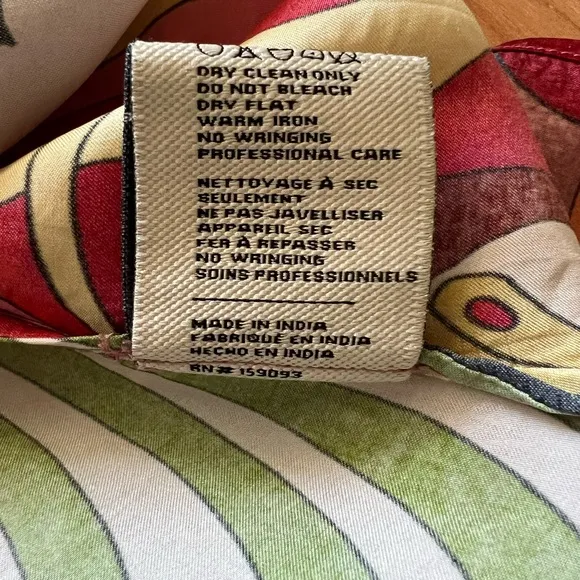 DRY CLEAN ONLY
DO NOT BLEACH
DRY FLAT
WARM IRON
NO WRINGING
PROFESSIONAL CARE
NETTOYAGE À SEC
SEULEMENT
NE PAS JAVELLISER
APPAREIL SEC
FER À REPASSER
NO WRINGING
SOINS PROFESSIONNELS
MADE IN INDIA
FABRIQUÉ EN INDIA
HECHO EN INDIA
RN# 159093